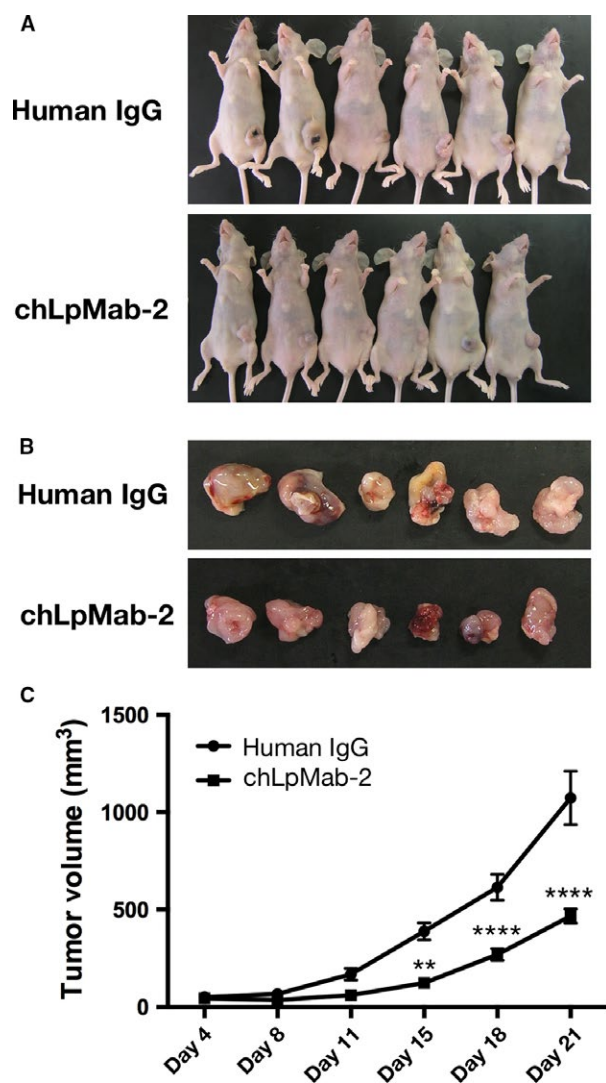 A
Human IgG
chLpMab-2
B
Human IgG
chLpMab-2
C
Tumor volume (mm³)
1500
1000
500
0
Human IgG
chLpMab-2
**
****
****
Day 4
Day 8
Day 11
Day 15
Day 18
Day 21